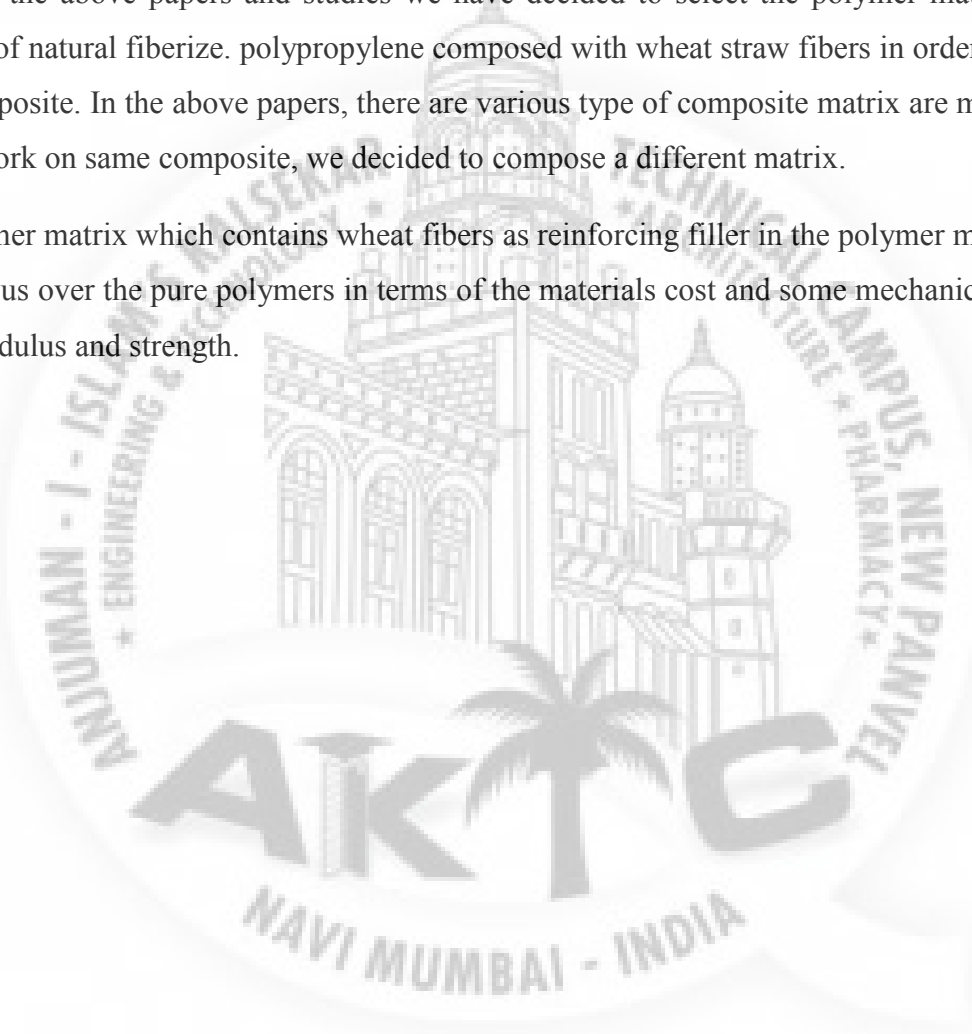 the above papers and studies we have decided to select the polymer mat
of natural fiberize. polypropylene composed with wheat straw fibers in order
posite. In the above papers, there are various type of composite matrix are m
ork on same composite, we decided to compose a different matrix.
ner matrix which contains wheat fibers as reinforcing filler in the polymer m
us over the pure polymers in terms of the materials cost and some mechanic
dulus and strength.
ANJUMAN - I - ISLAM'S KALSEKAR TECHNICAL CAMPUS, NEW PANVEL
* ENGINEERING & TECHNOLOGY * * ARCHITECTURE * PHARMACY *
AKTC
NAVI MUMBAI - INDIA